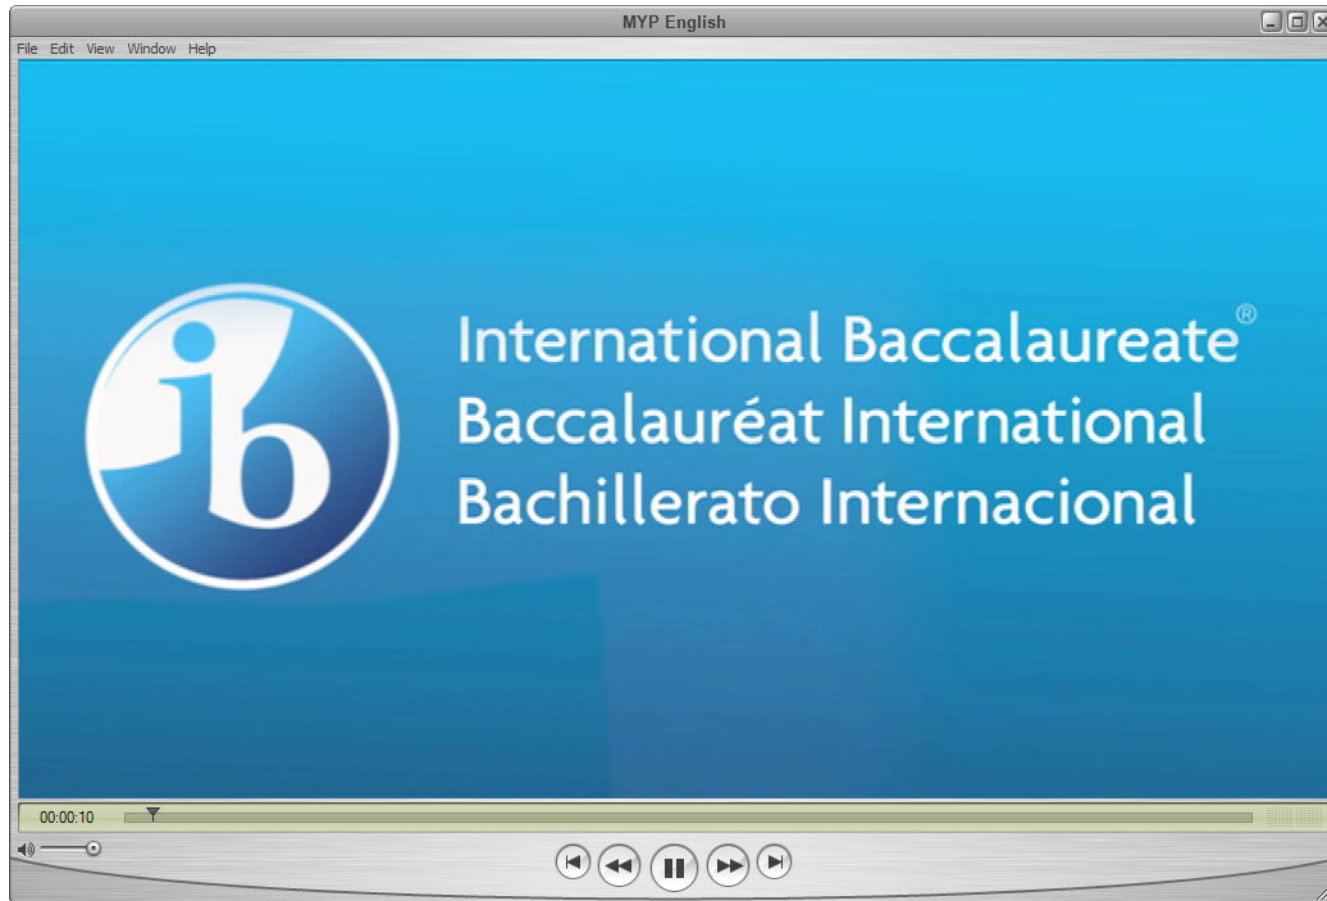 MYP English
File Edit View Window Help
ib
International Baccalaureate®
Baccalauréat International
Bachillerato Internacional
00:00:10